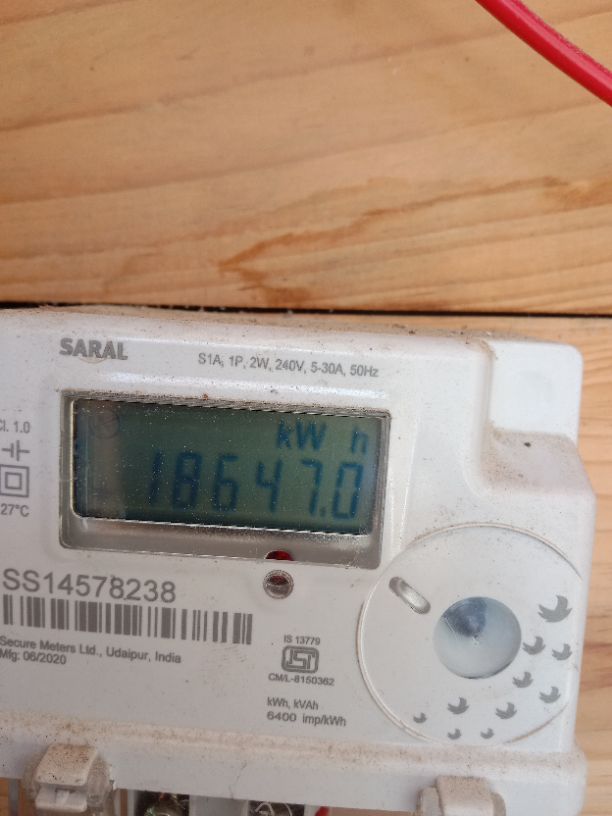 SARAL
S1A, 1P, 2W, 240V, 5-30A, 50Hz
Cl. 1.0
kW h
18647.0
27°C
SS14578238
Secure Meters Ltd., Udaipur, India
Mfg: 06/2020
IS 13779
ISI
CM/L-8150362
kWh, kVAh
6400 imp/kWh